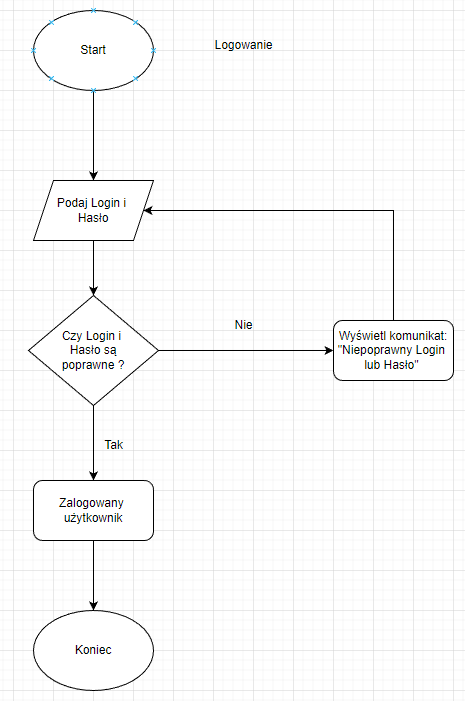 Start
Logowanie
Podaj Login i
Hasło
Czy Login i
Hasło są
poprawne ?
Nie
Wyświetl komunikat:
"Niepoprawny Login
lub Hasło"
Tak
Zalogowany
użytkownik
Koniec